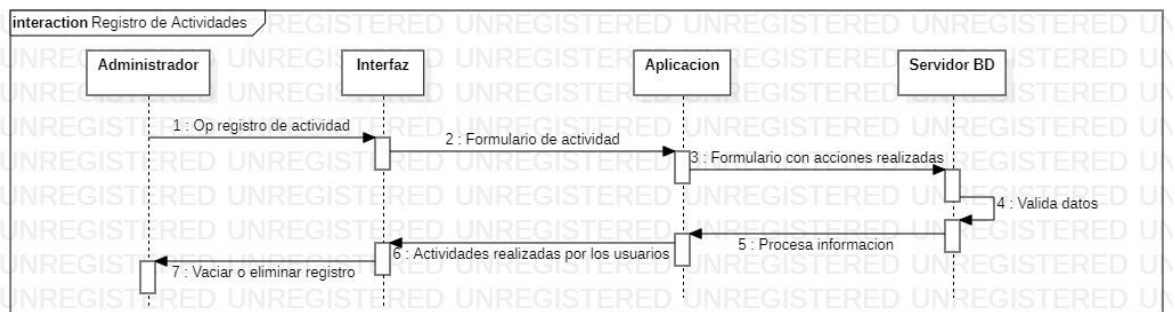 interaction Registro de Actividades
Administrador
Interfaz
Aplicacion
Servidor BD
1 : Op registro de actividad
2 : Formulario de actividad
3 : Formulario con acciones realizadas
4 : Valida datos
5 : Procesa informacion
6 : Actividades realizadas por los usuarios
7 : Vaciar o eliminar registro
UNREGISTERED